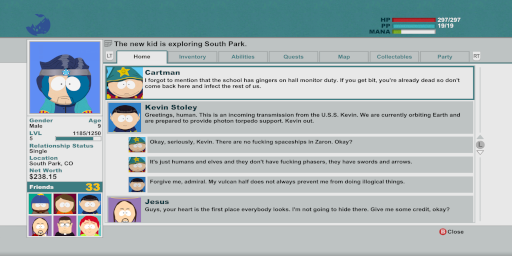 HP 297/297
PP 19/19
MANA
The new kid is exploring South Park.
LT Home Inventory Abilities Quests Map Collectables Party RT
Cartman
I forgot to mention that the school has gingers on hall monitor duty. If you get bit, you're already dead so don't
come back here and infect the rest of us.
Kevin Stoley
Greetings, human. This is an incoming transmission from the U.S.S. Kevin. We are currently orbiting Earth and
are prepared to provide photon torpedo support. Kevin out.
Okay, seriously, Kevin. There are no fucking spaceships in Zaron. Okay?
It's just humans and elves and they don't have fucking phasers, they have swords and arrows.
Forgive me, admiral. My vulcan half does not always prevent me from doing illogical things.
Jesus
Guys, your heart is the first place everybody looks. I'm not going to hide there. Give me some credit, okay?
Gender Age
Male 9
LVL 1185/1250
5
Relationship Status
Single
Location
South Park, CO
Net Worth
$238.15
Friends 33
L
Close